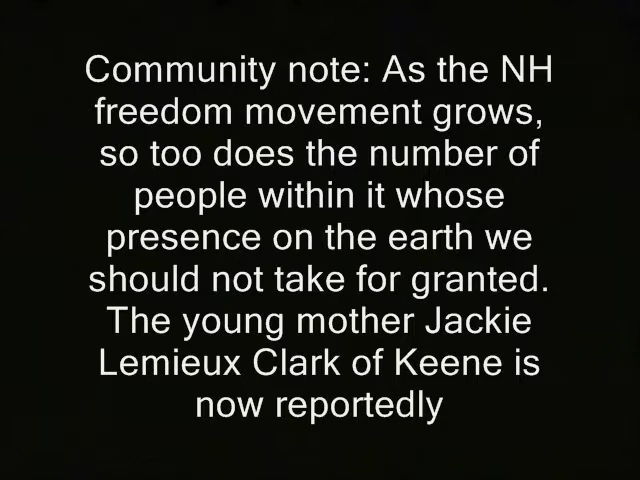 Community note: As the NH
freedom movement grows,
so too does the number of
people within it whose
presence on the earth we
should not take for granted.
The young mother Jackie
Lemieux Clark of Keene is
now reportedly